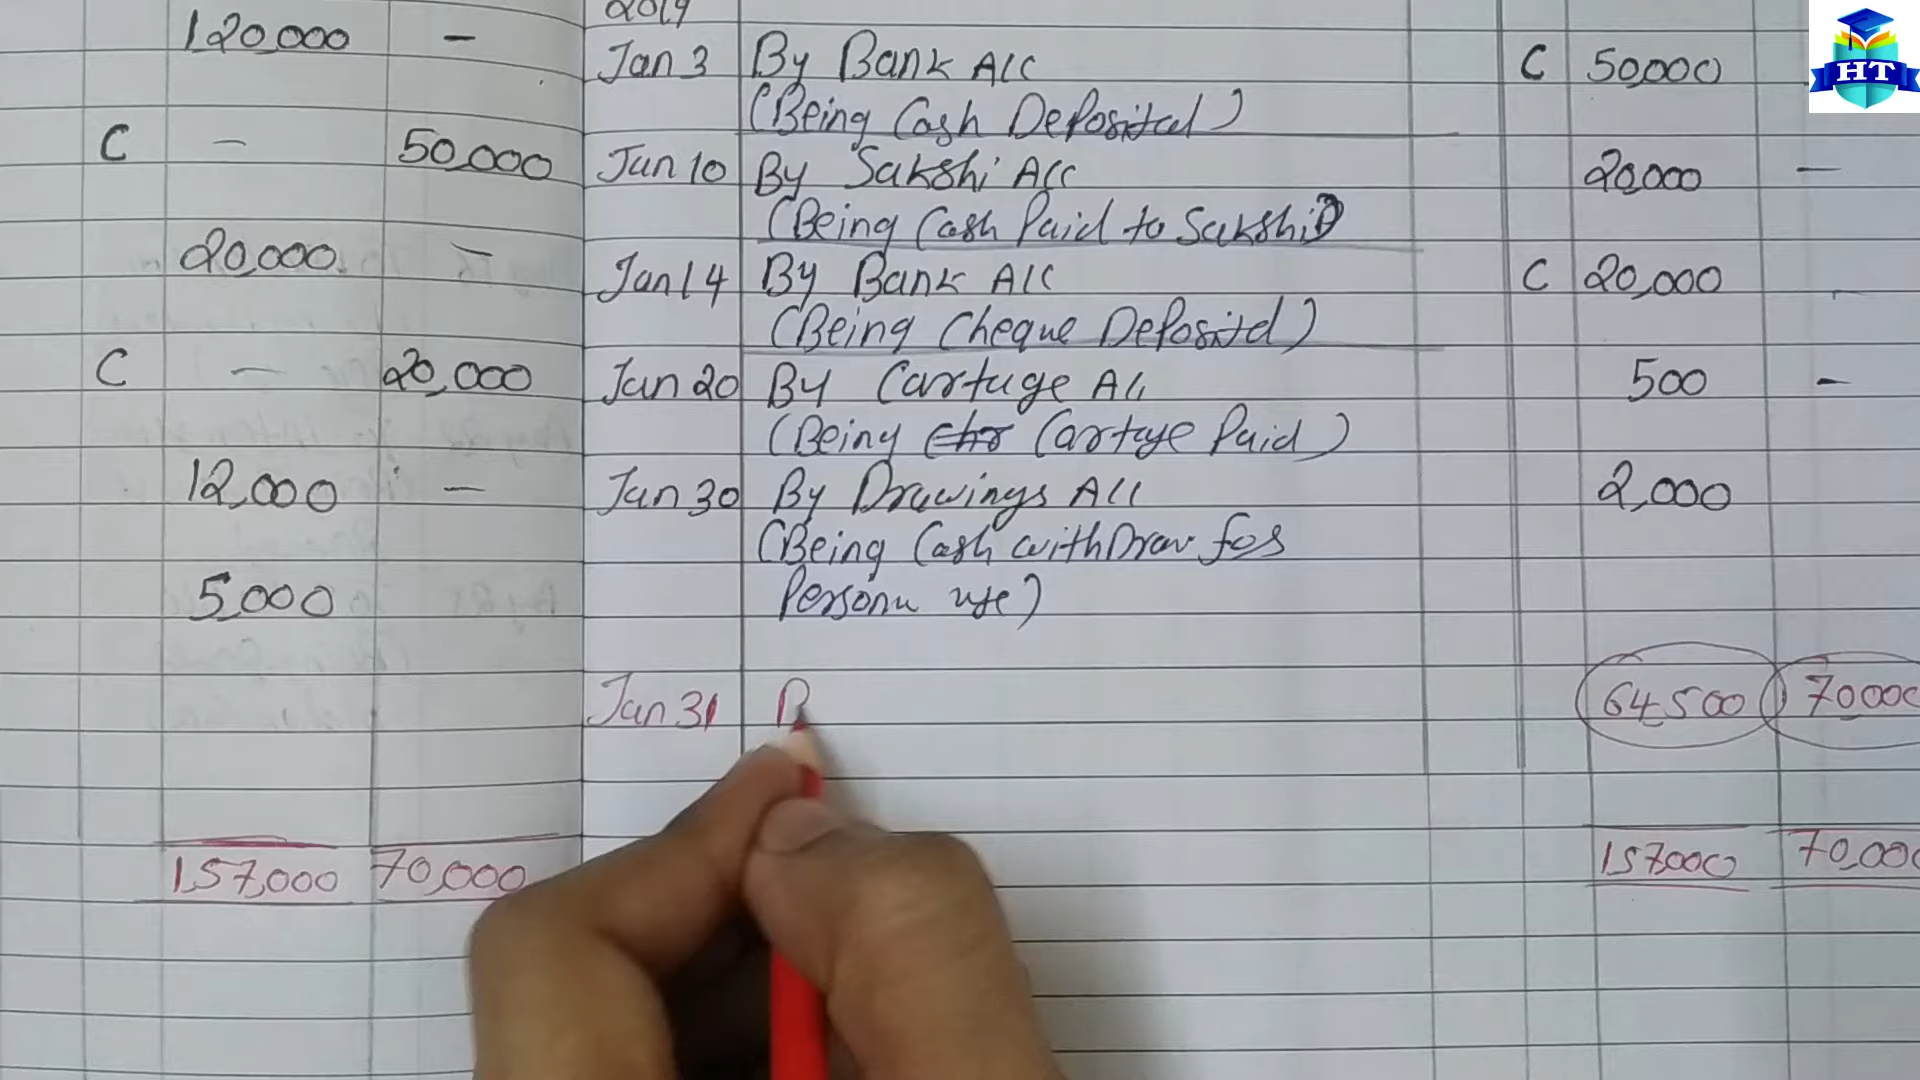 2019
120,000 —
Jan 3 By Bank A/C C 50,000
(Being Cash Deposited)
C — 50,000
Jan 10 By Sakshi A/C 20,000 —
(Being Cash Paid to Sakshi)
20,000 —
Jan 14 By Bank A/C C 20,000
(Being Cheque Deposited)
C — 20,000
Jan 20 By Cartage A/C 500 —
(Being Cartage Paid)
12,000 —
Jan 30 By Drawings A/C 2,000
(Being Cash withDraw for
5,000
Persona use)
Jan 31 B 64,500 70,000
157,000 70,000 157,000 70,000
HT